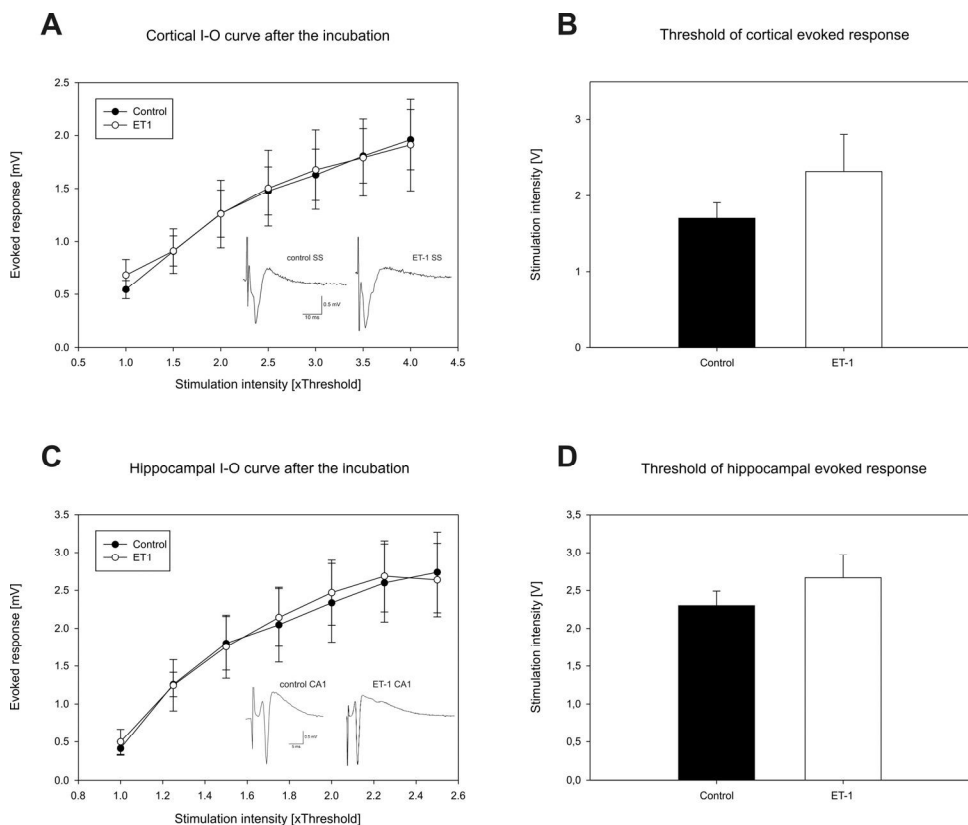 A
Cortical I-O curve after the incubation
Evoked response [mV]
2.5
2.0
1.5
1.0
0.5
0.0
Control
ET1
control SS
ET-1 SS
0.5 mV
10 ms
0.5 1.0 1.5 2.0 2.5 3.0 3.5 4.0 4.5
Stimulation intensity [xThreshold]
B
Threshold of cortical evoked response
Stimulation intensity [V]
3
2
1
0
Control ET-1
C
Hippocampal I-O curve after the incubation
Evoked response [mV]
3.5
3.0
2.5
2.0
1.5
1.0
0.5
0.0
Control
ET1
control CA1
ET-1 CA1
0.5 mV
5 ms
1.0 1.2 1.4 1.6 1.8 2.0 2.2 2.4 2.6
Stimulation intensity [xThreshold]
D
Threshold of hippocampal evoked response
Stimulation intensity [V]
3,5
3,0
2,5
2,0
1,5
1,0
0,5
0,0
Control ET-1